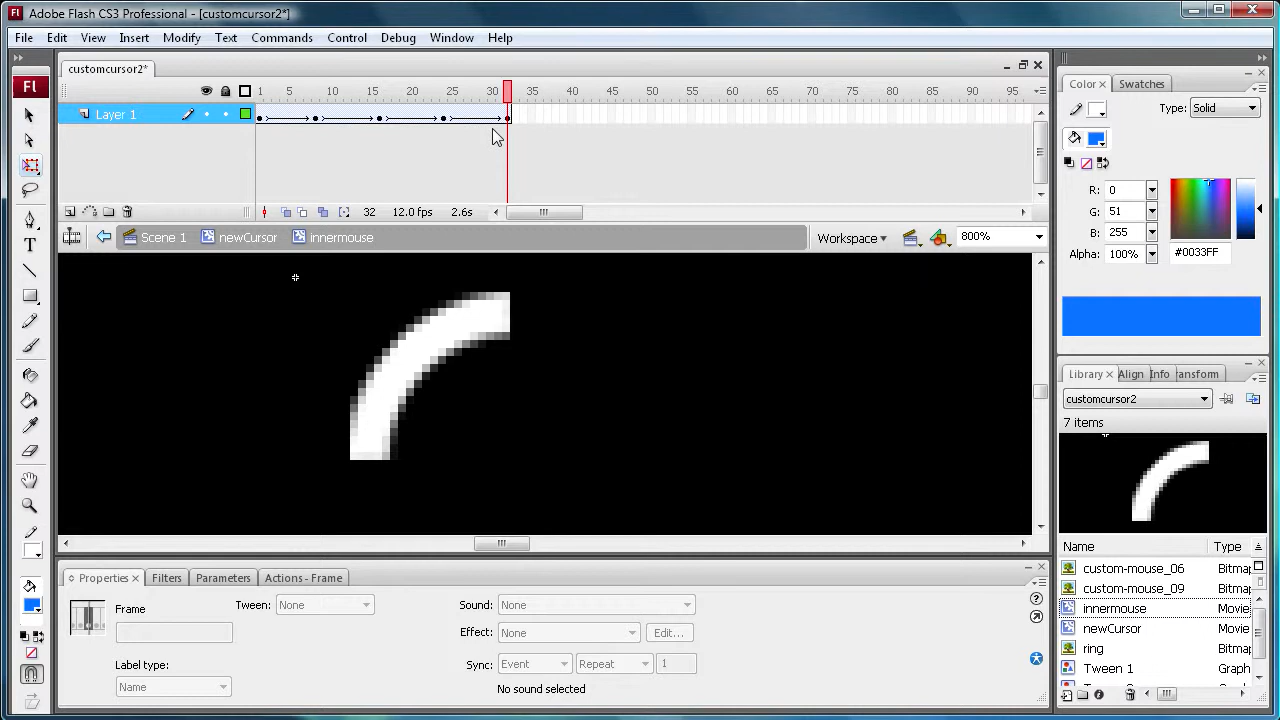 Fl Adobe Flash CS3 Professional - [customcursor2*]
File Edit View Insert Modify Text Commands Control Debug Window Help
customcursor2*
1 5 10 15 20 25 30 35 40 45 50 55 60 65 70 75 80 85 90 95
Layer 1
32 12.0 fps 2.6s
Scene 1 newCursor innermouse Workspace 800%
Fl
T
Properties Filters Parameters Actions - Frame
Frame
Tween: None
Label type:
Name
Sound: None
Effect: None Edit...
Sync: Event Repeat 1
No sound selected
Color Swatches
Type: Solid
R: 0
G: 51
B: 255
Alpha: 100% #0033FF
Library Align Info ransform
customcursor2
7 items
Name Type
custom-mouse_06 Bitmap
custom-mouse_09 Bitmap
innermouse Movie
newCursor Movie
ring Bitmap
Tween 1 Graph